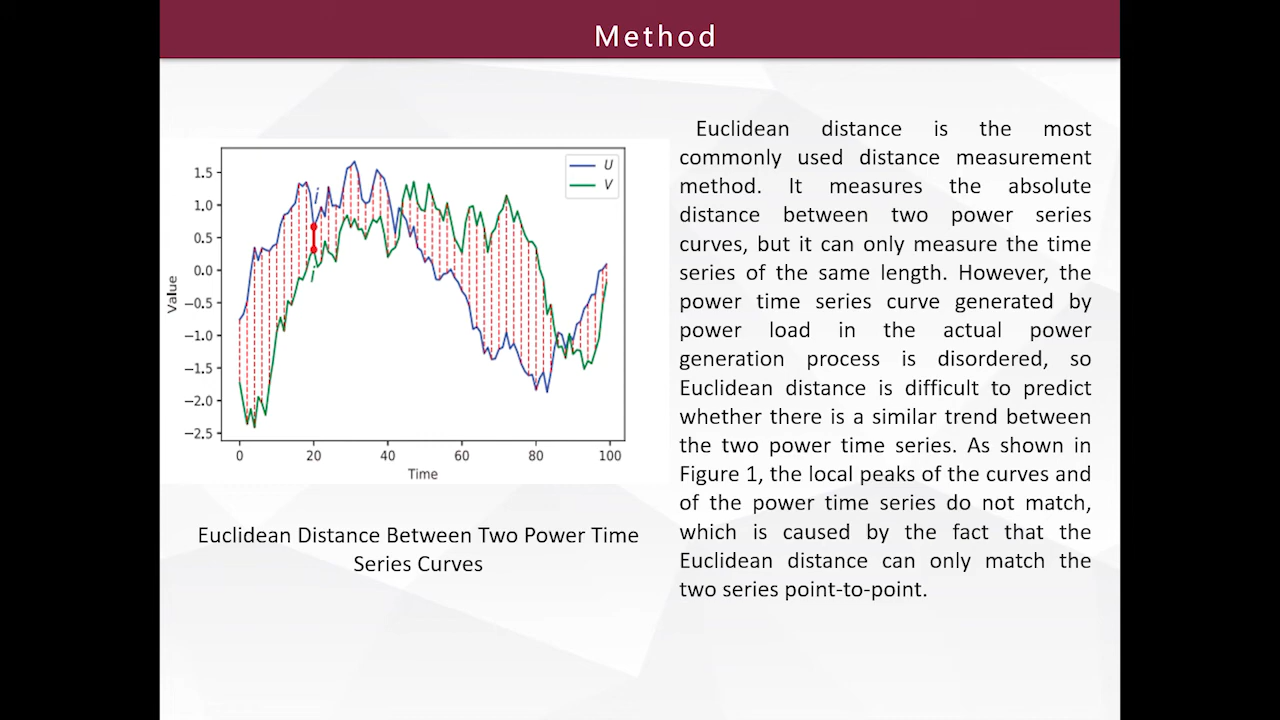 Method
1.5
1.0
0.5
0.0
−0.5
−1.0
−1.5
−2.0
−2.5
Value
U
V
0 20 40 60 80 100
Time
Euclidean Distance Between Two Power Time
Series Curves
Euclidean distance is the most
commonly used distance measurement
method. It measures the absolute
distance between two power series
curves, but it can only measure the time
series of the same length. However, the
power time series curve generated by
power load in the actual power
generation process is disordered, so
Euclidean distance is difficult to predict
whether there is a similar trend between
the two power time series. As shown in
Figure 1, the local peaks of the curves and
of the power time series do not match,
which is caused by the fact that the
Euclidean distance can only match the
two series point-to-point.